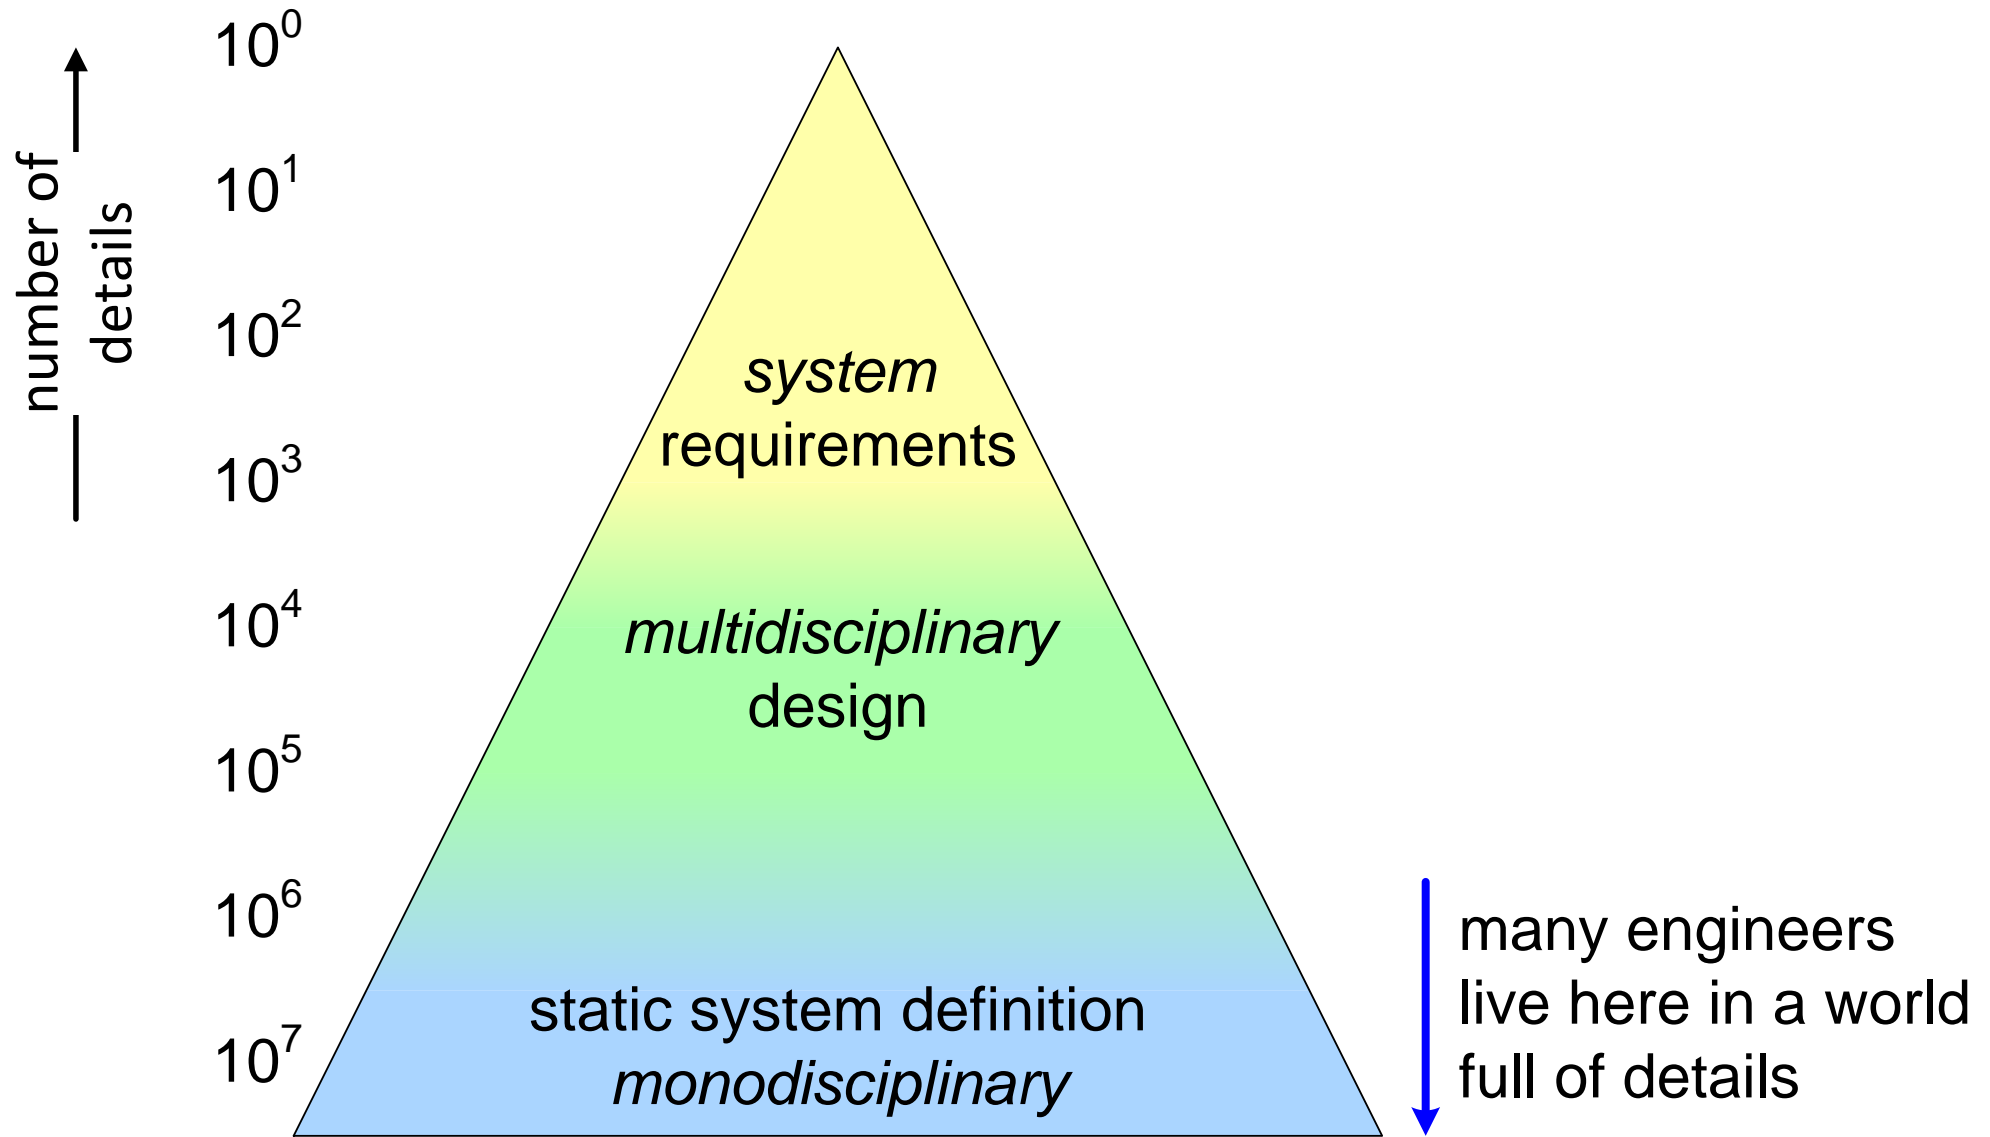 number of
details
10⁰
10¹
10²
10³
10⁴
10⁵
10⁶
10⁷
system
requirements
multidisciplinary
design
static system definition
monodisciplinary
many engineers
live here in a world
full of details